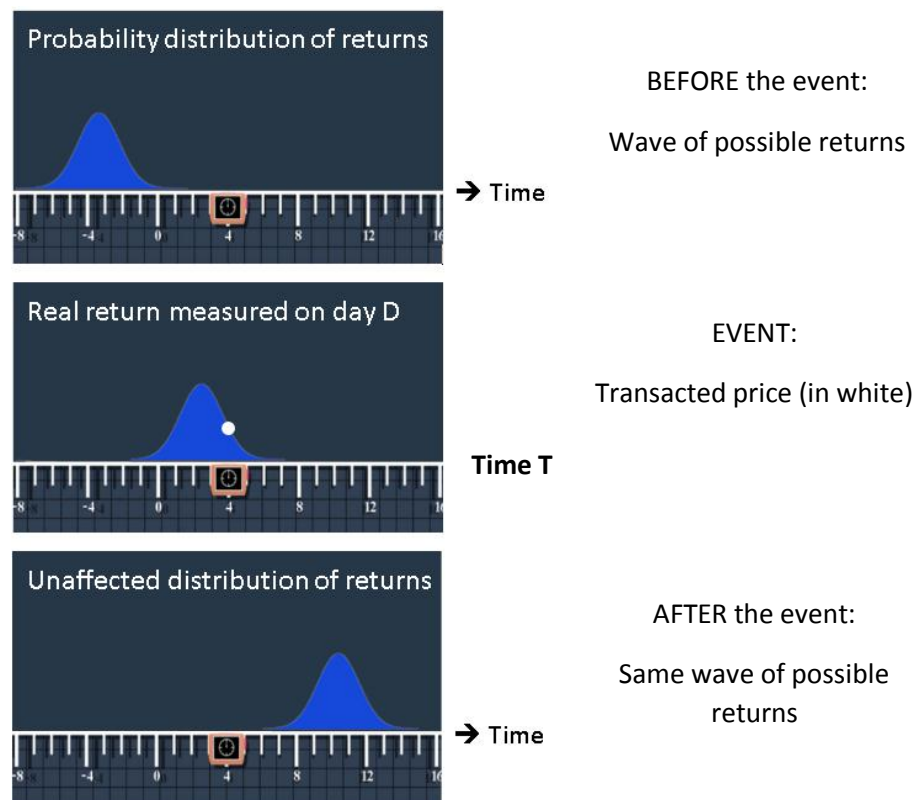 Probability distribution of returns
BEFORE the event:
Wave of possible returns
➔ Time
-8 -4 0 4 8 12 16
Real return measured on day D
EVENT:
Transacted price (in white)
Time T
-8 -4 0 4 8 12 16
Unaffected distribution of returns
AFTER the event:
Same wave of possible
returns
➔ Time
-8 -4 0 4 8 12 16